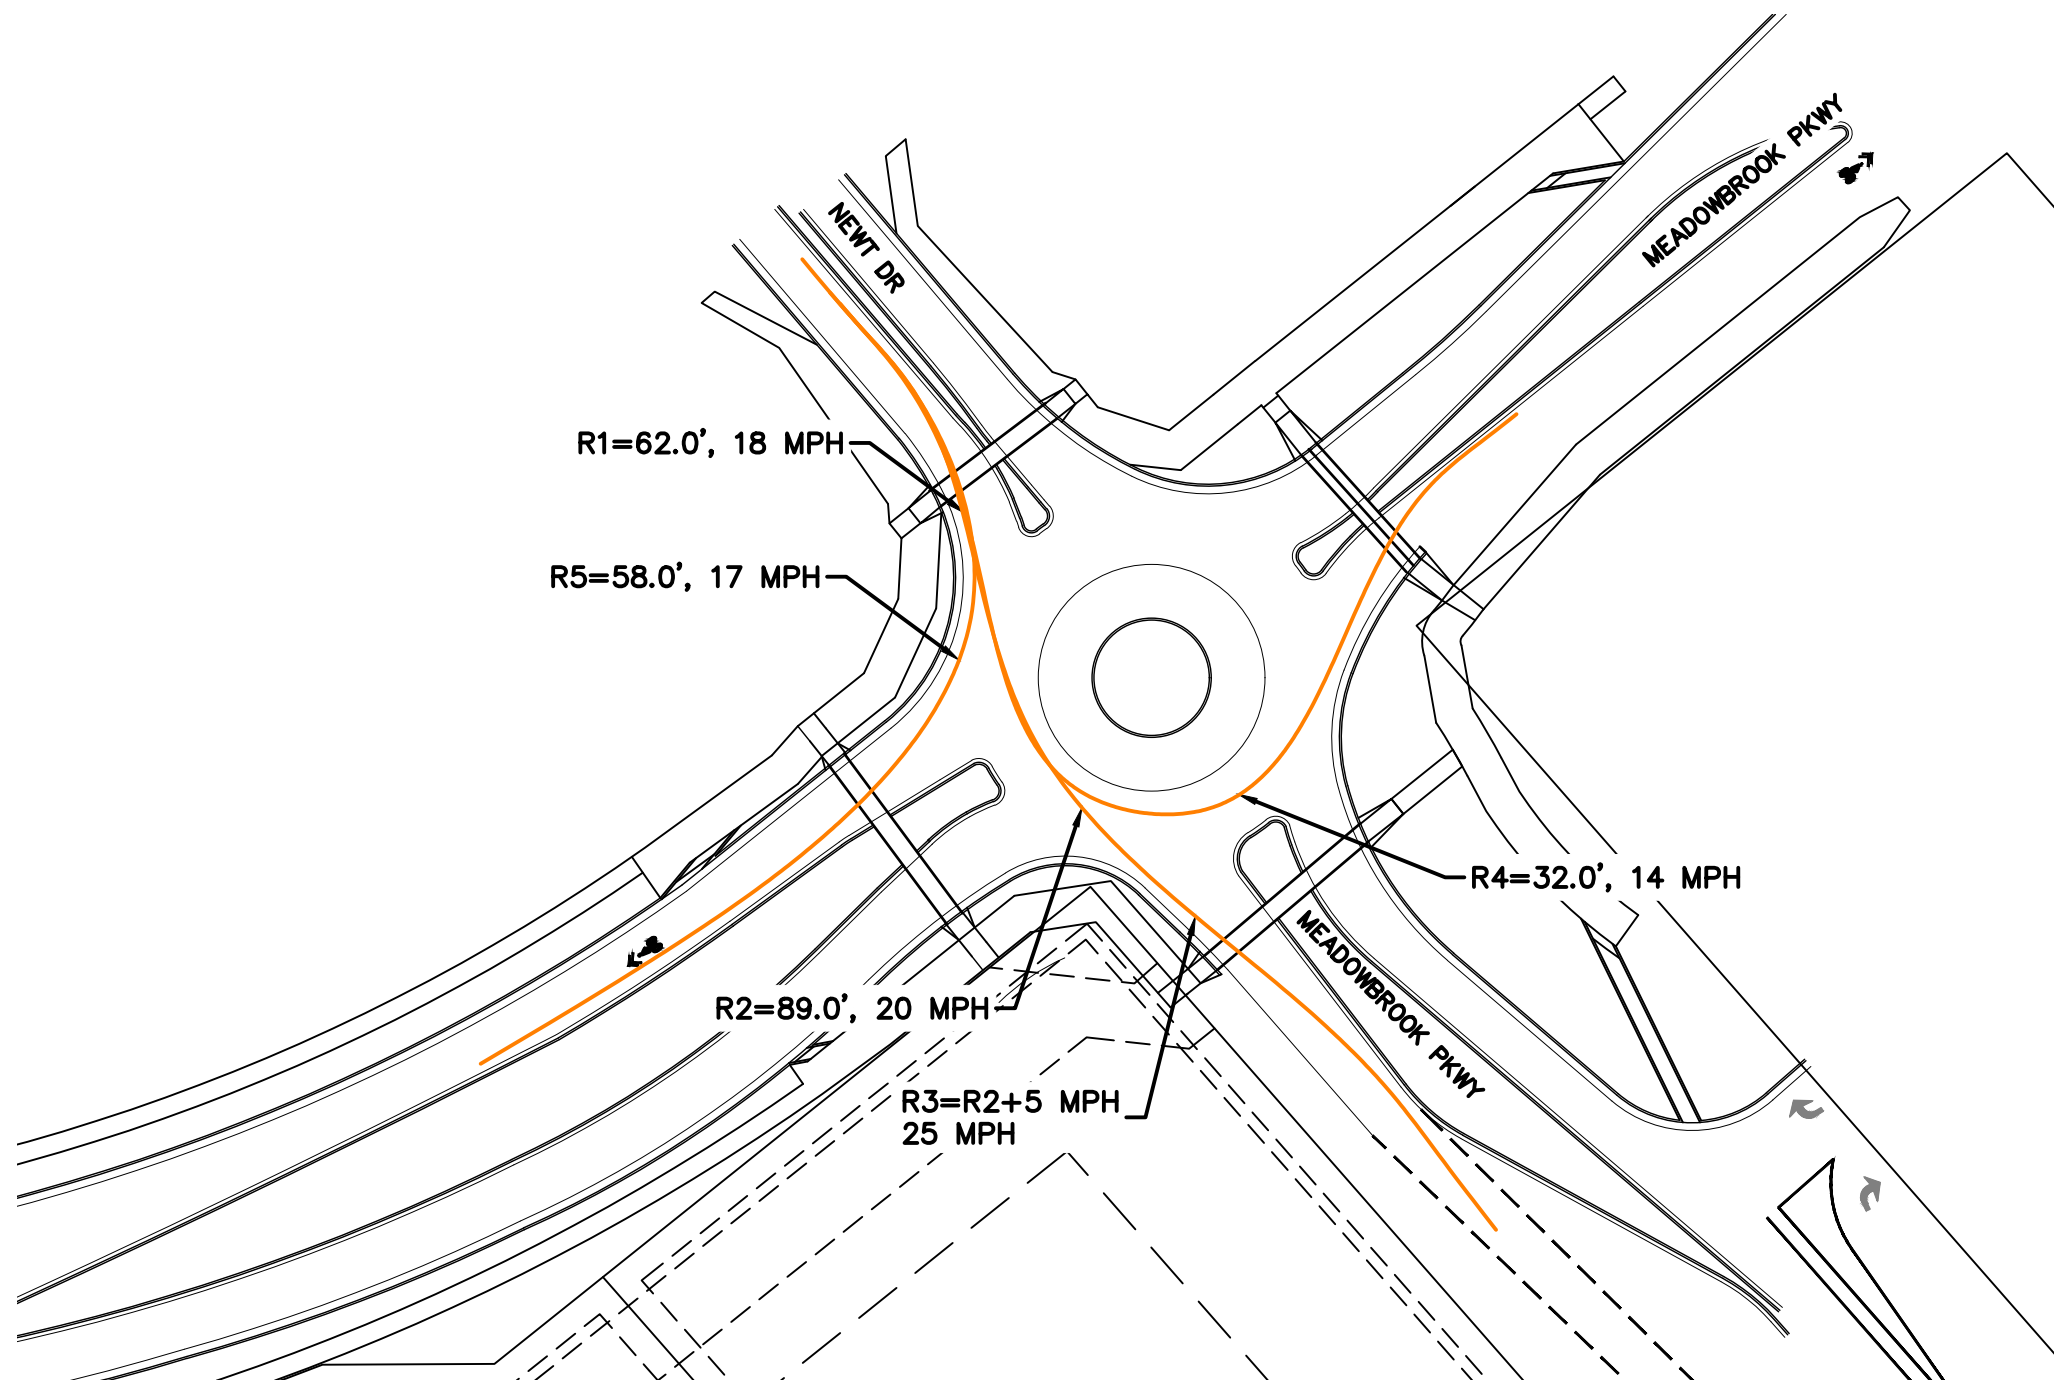 MEADOWBROOK PKWY
NEWT DR
R1=62.0', 18 MPH
R5=58.0', 17 MPH
R4=32.0', 14 MPH
MEADOWBROOK PKWY
R2=89.0', 20 MPH
R3=R2+5 MPH
25 MPH